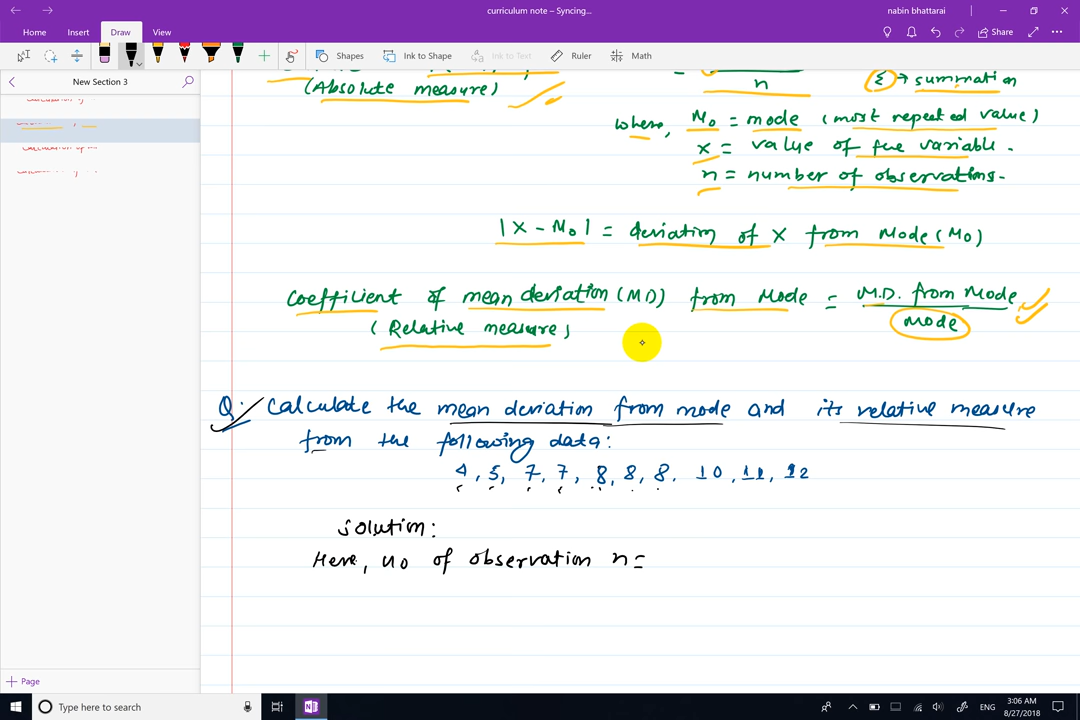 curriculum note – Syncing...
nabin bhattarai
Home Insert Draw View
Share
Shapes Ink to Shape Ink to Text Ruler Math
New Section 3
(Absolute measure)
= n
Σ → summation
where, Mo = mode (most repeated value)
x = value of the variable.
n = number of observations.
|X - Mo| = deviation of X from Mode (Mo)
Coefficient of mean deviation (MD) from Mode = M.D. from Mode
(Relative measure)
mode
Q. Calculate the mean deviation from mode and its relative measure
from the following data:
4, 5, 7, 7, 8, 8, 8, 10, 11, 12
Solution:
Here, no of observation n =
Page
Type here to search
ENG
3:06 AM
8/27/2018